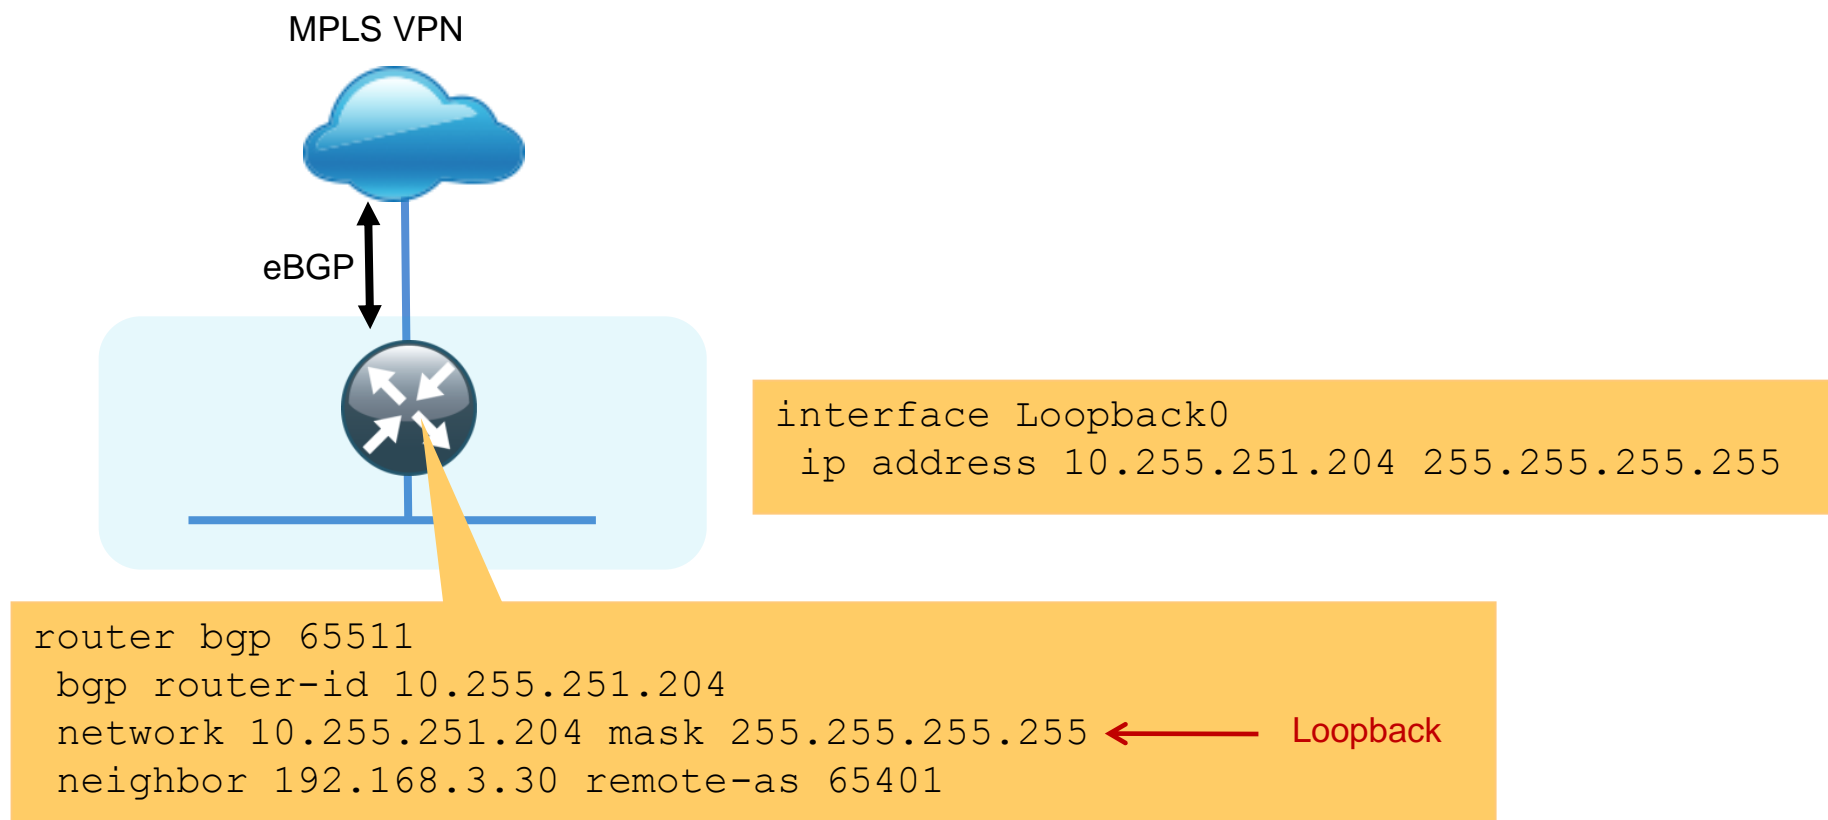 MPLS VPN
eBGP
interface Loopback0
ip address 10.255.251.204 255.255.255.255
router bgp 65511
bgp router-id 10.255.251.204
network 10.255.251.204 mask 255.255.255.255
Loopback
neighbor 192.168.3.30 remote-as 65401